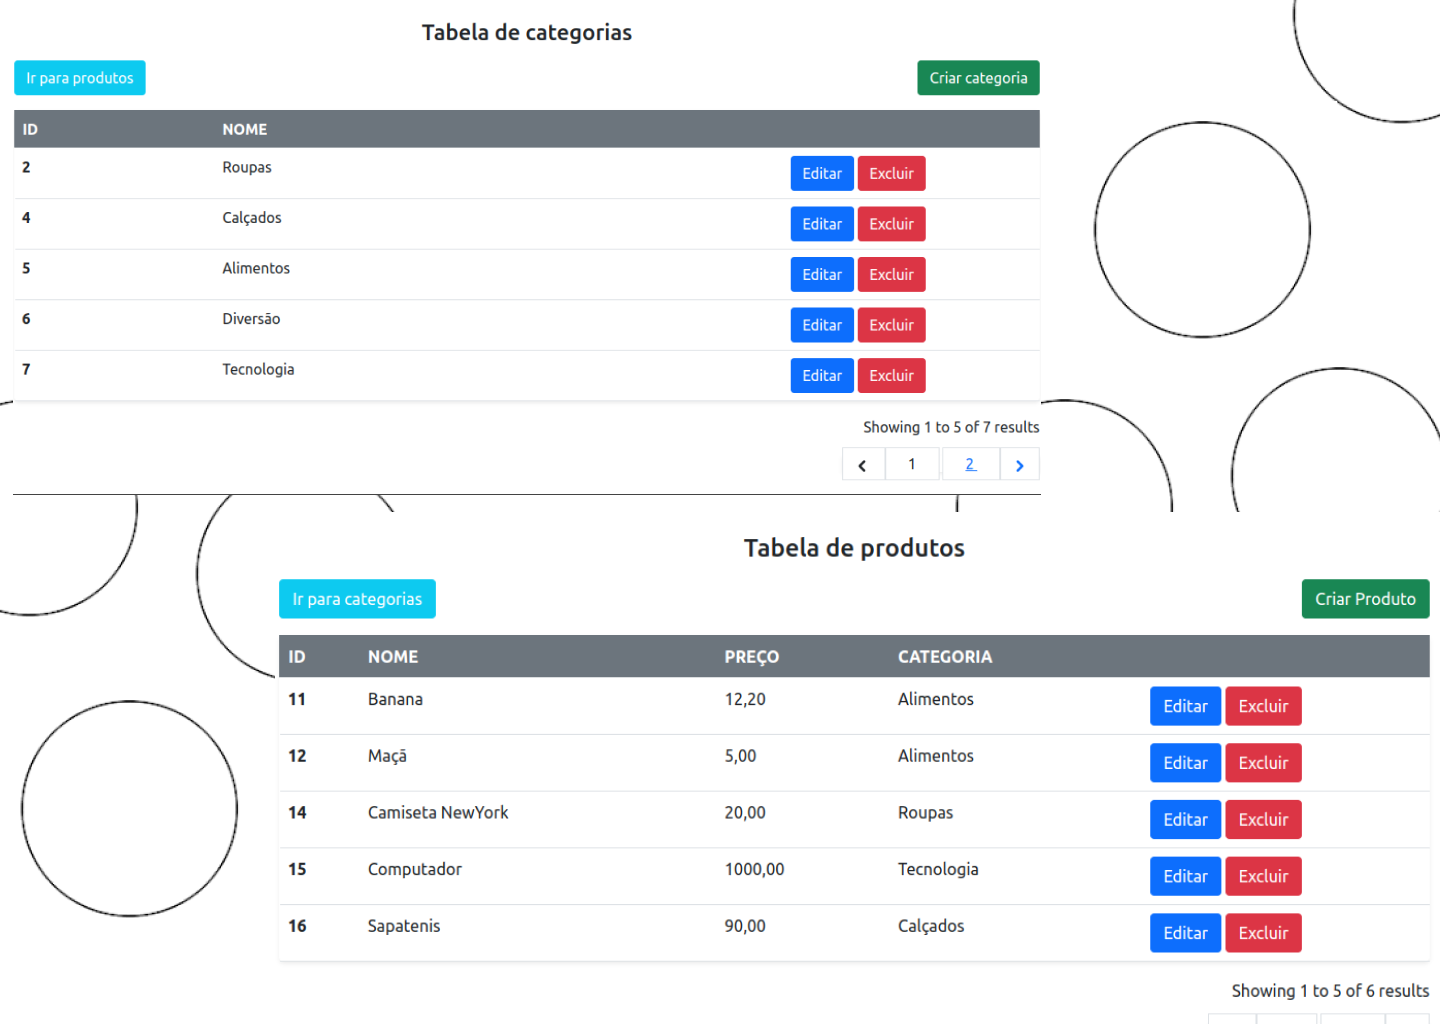 Tabela de categorias
Ir para produtos Criar categoria
ID NOME
2 Roupas Editar Excluir
4 Calçados Editar Excluir
5 Alimentos Editar Excluir
6 Diversão Editar Excluir
7 Tecnologia Editar Excluir
Showing 1 to 5 of 7 results
‹ 1 2 ›
Tabela de produtos
Ir para categorias Criar Produto
ID NOME PREÇO CATEGORIA
11 Banana 12,20 Alimentos Editar Excluir
12 Maçã 5,00 Alimentos Editar Excluir
14 Camiseta NewYork 20,00 Roupas Editar Excluir
15 Computador 1000,00 Tecnologia Editar Excluir
16 Sapatenis 90,00 Calçados Editar Excluir
Showing 1 to 5 of 6 results